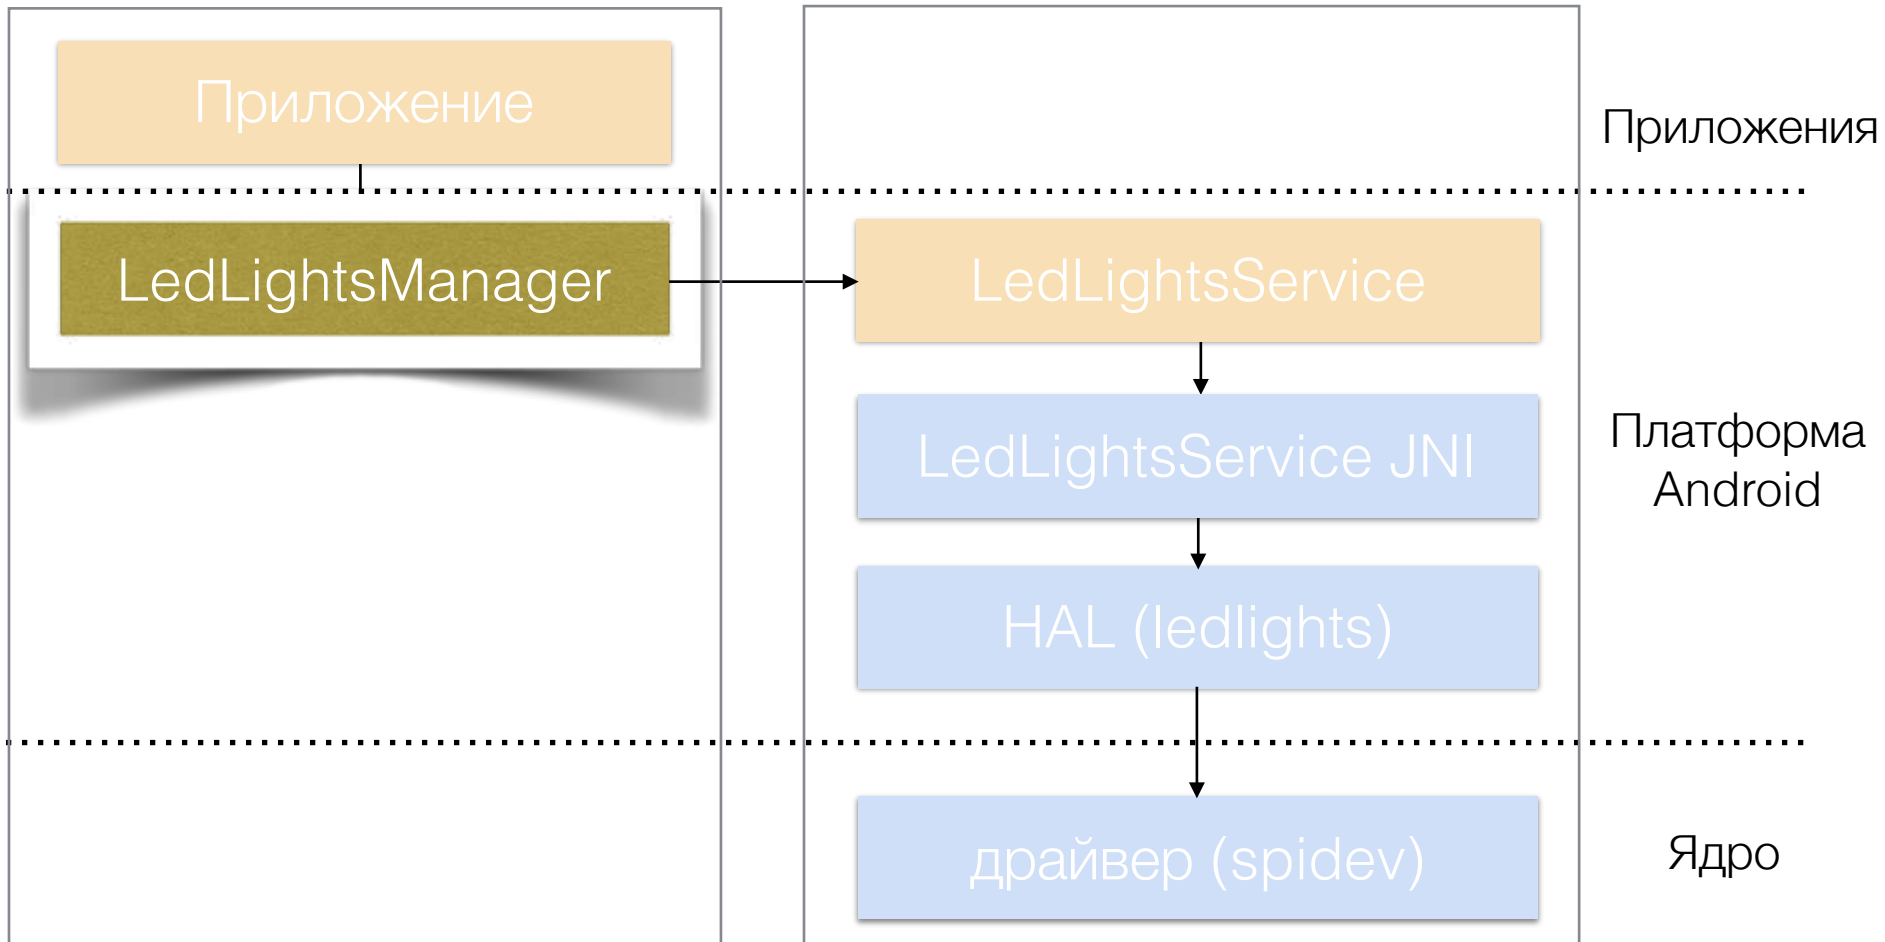 Приложение
Приложения
LedLightsManager
LedLightsService
LedLightsService JNI
Платформа
Android
HAL (ledlights)
драйвер (spidev)
Ядро